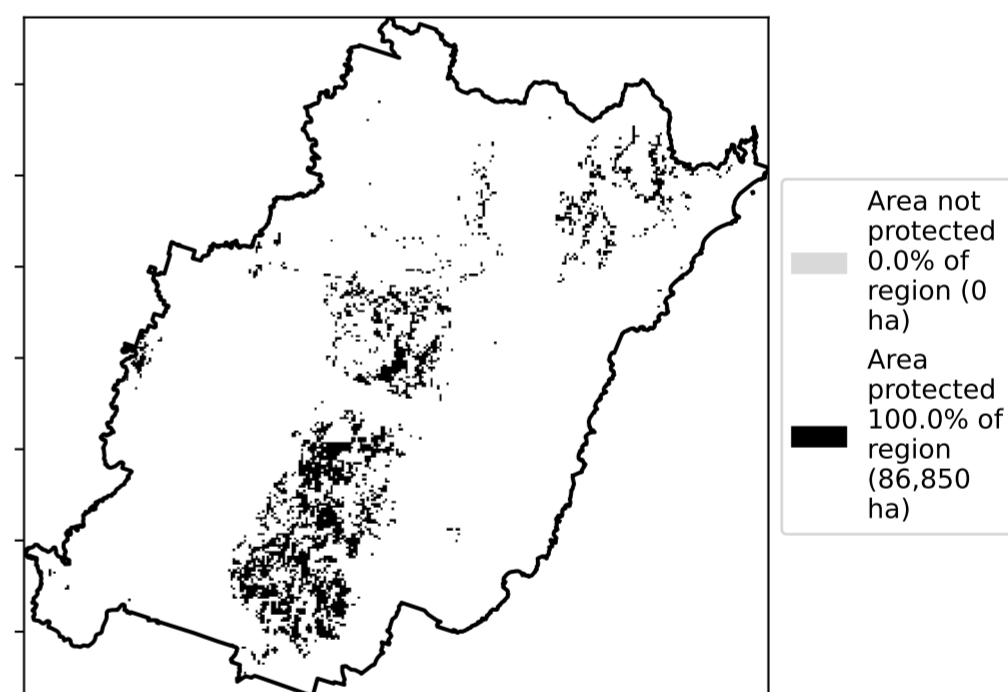 Area not
protected
0.0% of
region (0
ha)
Area
protected
100.0% of
region
(86,850
ha)